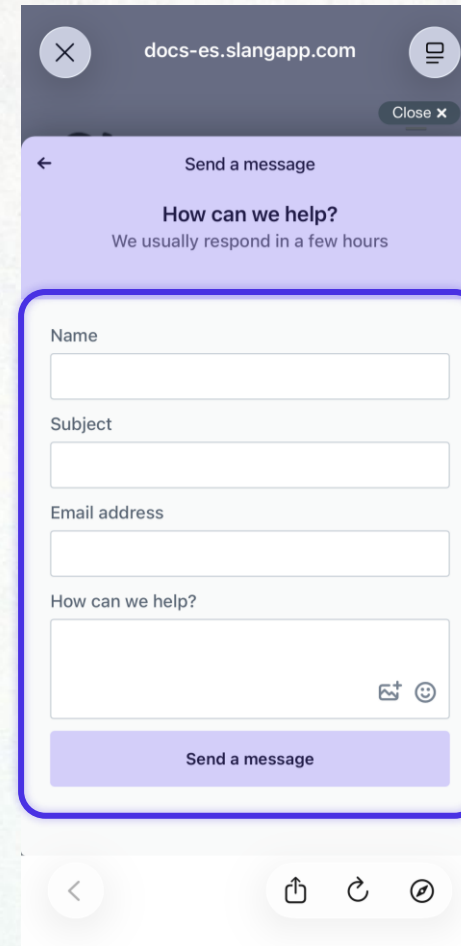 docs-es.slangapp.com
Close ×
Send a message
How can we help?
We usually respond in a few hours
Name
Subject
Email address
How can we help?
Send a message